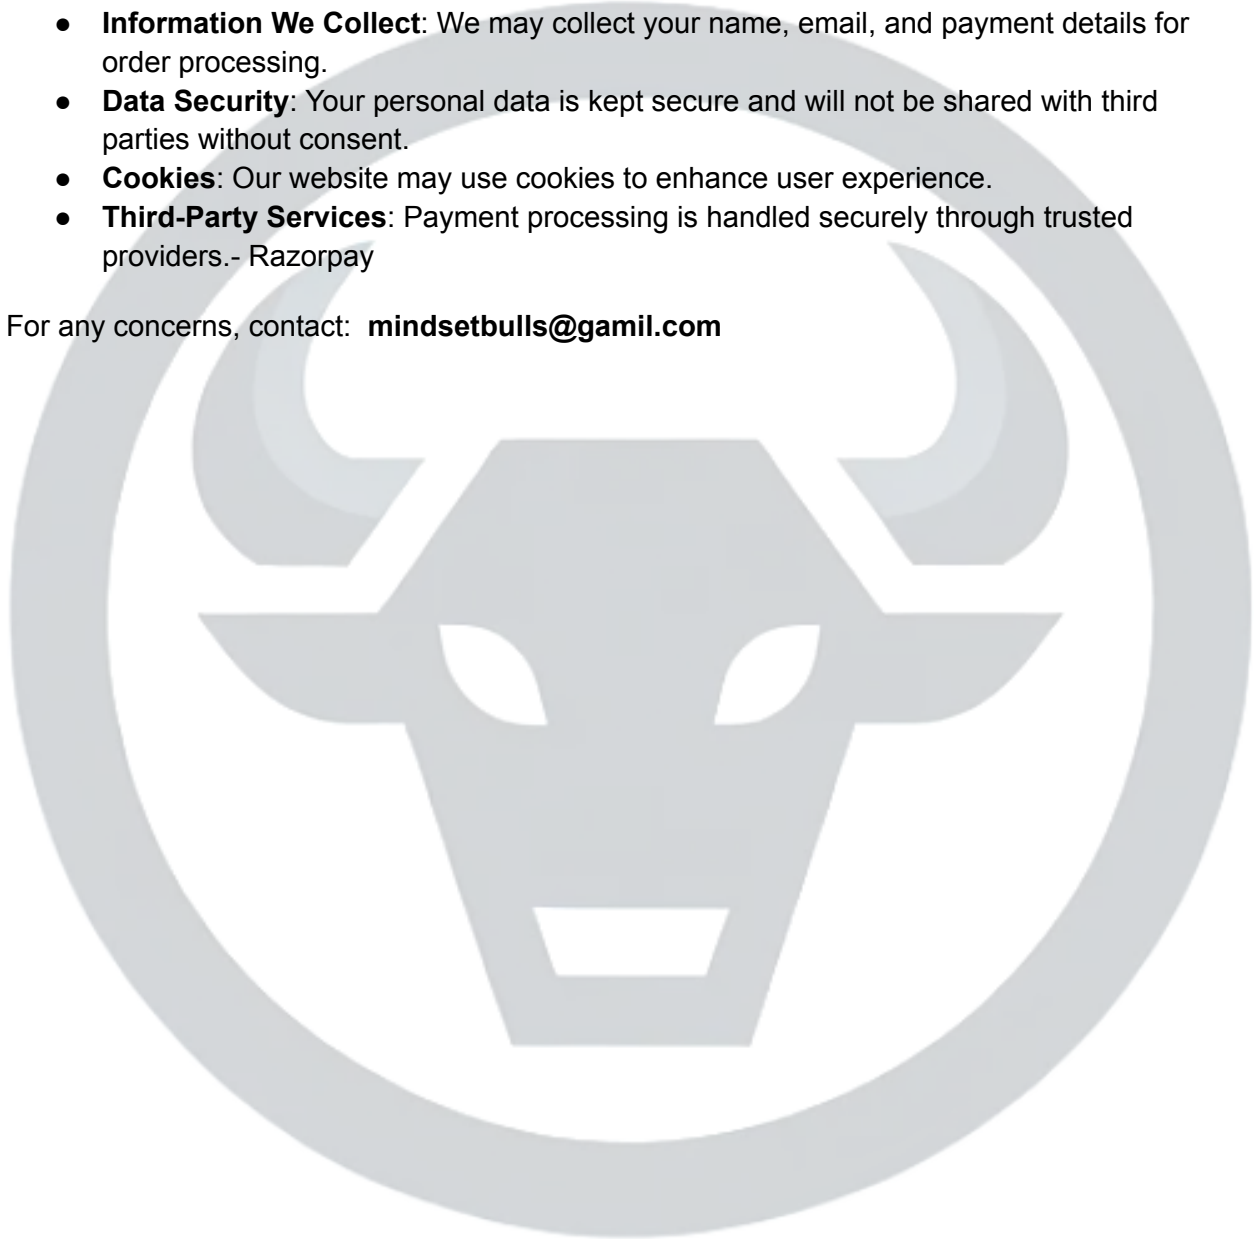 ● Information We Collect: We may collect your name, email, and payment details for
order processing.
● Data Security: Your personal data is kept secure and will not be shared with third
parties without consent.
● Cookies: Our website may use cookies to enhance user experience.
● Third-Party Services: Payment processing is handled securely through trusted
providers.- Razorpay
For any concerns, contact: mindsetbulls@gamil.com